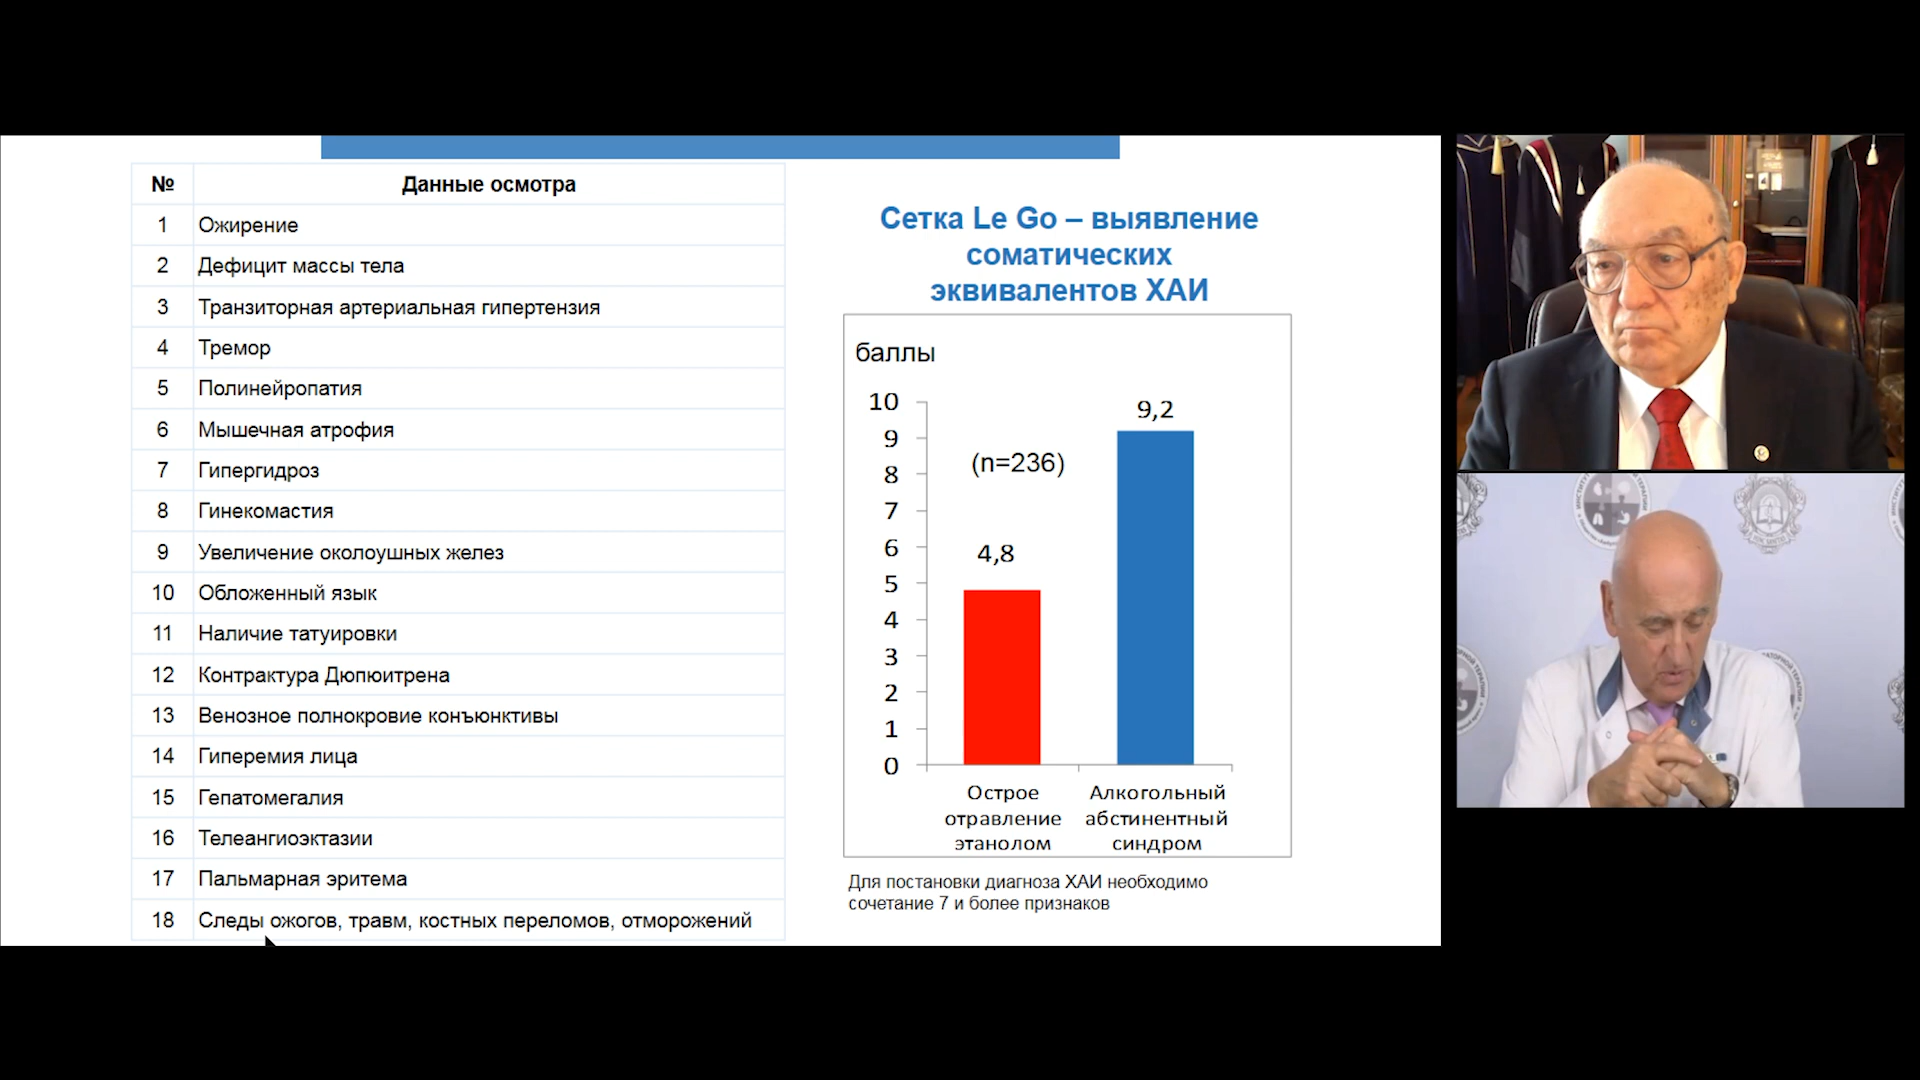 № Данные осмотра
1 Ожирение
2 Дефицит массы тела
3 Транзиторная артериальная гипертензия
4 Тремор
5 Полинейропатия
6 Мышечная атрофия
7 Гипергидроз
8 Гинекомастия
9 Увеличение околоушных желез
10 Обложенный язык
11 Наличие татуировки
12 Контрактура Дюпюитрена
13 Венозное полнокровие конъюнктивы
14 Гиперемия лица
15 Гепатомегалия
16 Телеангиоэктазии
17 Пальмарная эритема
18 Следы ожогов, травм, костных переломов, отморожений
Сетка Le Go – выявление
соматических
эквивалентов ХАИ
баллы
10
9
8
7
6
5
4
3
2
1
0
(n=236)
4,8
9,2
Острое
отравление
этанолом
Алкогольный
абстинентный
синдром
Для постановки диагноза ХАИ необходимо
сочетание 7 и более признаков